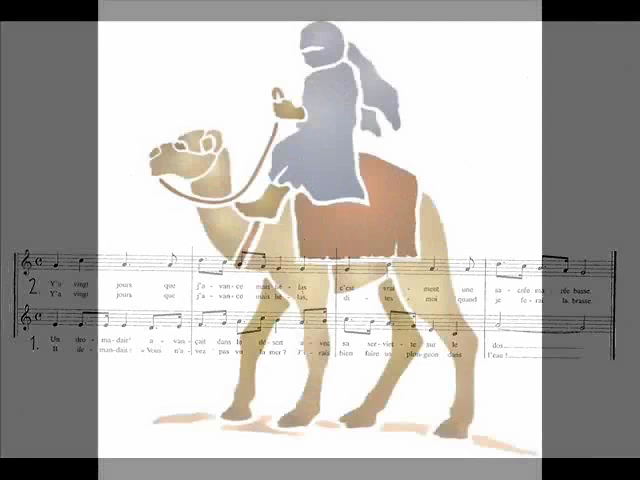 2. Y'a vingt jours que j'a - van - ce mais hé - las c'est vrai - ment une sa - crée ma - rée basse.
Y'a vingt jours que j'a - van - ce mais hé - las, di - tes - moi quand je fe - rai la brasse.
1. Un dro - ma - dair' a - van - çait dans le dé - sert a - vec sa ser - viet - te sur le dos
Il de - man - dait : « Vous n'a - vez pas vu la mer ? J'i - rais bien faire un plon - geon dans l'eau !